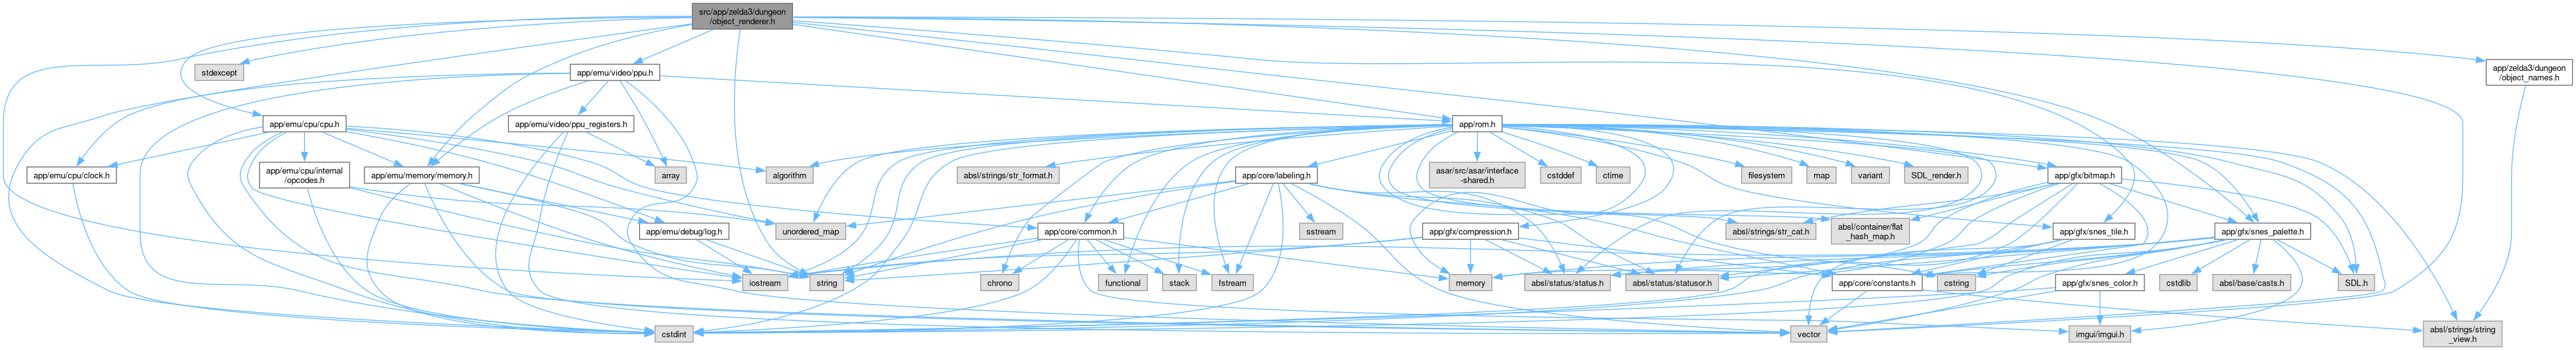 src/app/zelda3/dungeon
/object_renderer.h
stdexcept
app/emu/video/ppu.h
app/zelda3/dungeon
/object_names.h
app/emu/cpu/cpu.h
app/emu/video/ppu_registers.h
app/rom.h
app/emu/cpu/clock.h
app/emu/cpu/internal
/opcodes.h
app/emu/memory/memory.h
array
algorithm
absl/strings/str_format.h
app/core/labeling.h
asar/src/asar/interface
-shared.h
cstddef
ctime
filesystem
map
variant
SDL_render.h
app/gfx/bitmap.h
app/emu/debug/log.h
unordered_map
app/core/common.h
sstream
app/gfx/compression.h
absl/strings/str_cat.h
absl/container/flat
_hash_map.h
app/gfx/snes_tile.h
app/gfx/snes_palette.h
iostream
string
chrono
functional
stack
fstream
memory
absl/status/status.h
absl/status/statusor.h
app/core/constants.h
cstring
app/gfx/snes_color.h
cstdlib
absl/base/casts.h
SDL.h
cstdint
vector
imgui/imgui.h
absl/strings/string
_view.h